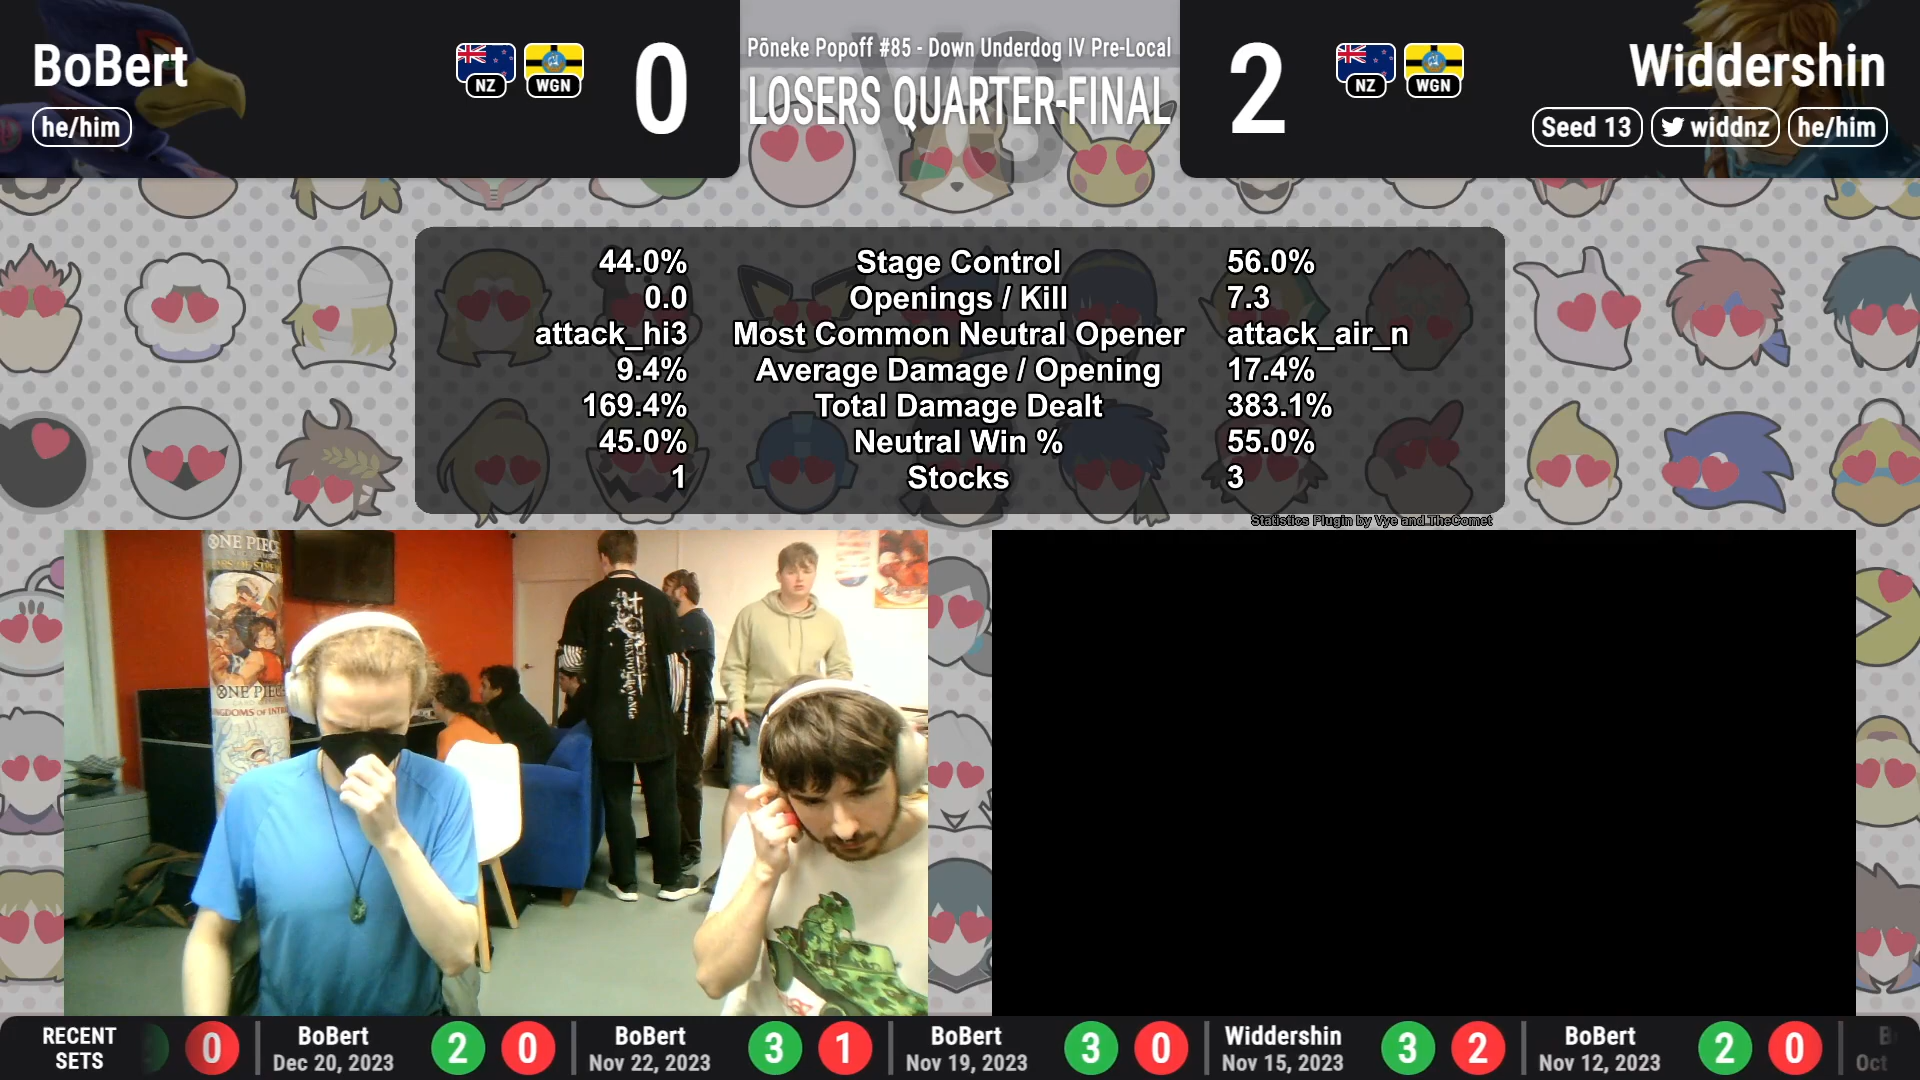 BoBert
he/him
NZ
WGN
0
Pōneke Popoff #85 - Down Underdog IV Pre-Local
LOSERS QUARTER-FINAL
VS
2
NZ
WGN
Widdershin
Seed 13
widdnz
he/him
44.0% Stage Control 56.0%
0.0 Openings / Kill 7.3
attack_hi3 Most Common Neutral Opener attack_air_n
9.4% Average Damage / Opening 17.4%
169.4% Total Damage Dealt 383.1%
45.0% Neutral Win % 55.0%
1 Stocks 3
Statistics Plugin by Vye and TheComet
ONE PIECE
ONE PIECE
RECENT SETS
0
BoBert
Dec 20, 2023
2 0
BoBert
Nov 22, 2023
3 1
BoBert
Nov 19, 2023
3 0
Widdershin
Nov 15, 2023
3 2
BoBert
Nov 12, 2023
2 0
Oct